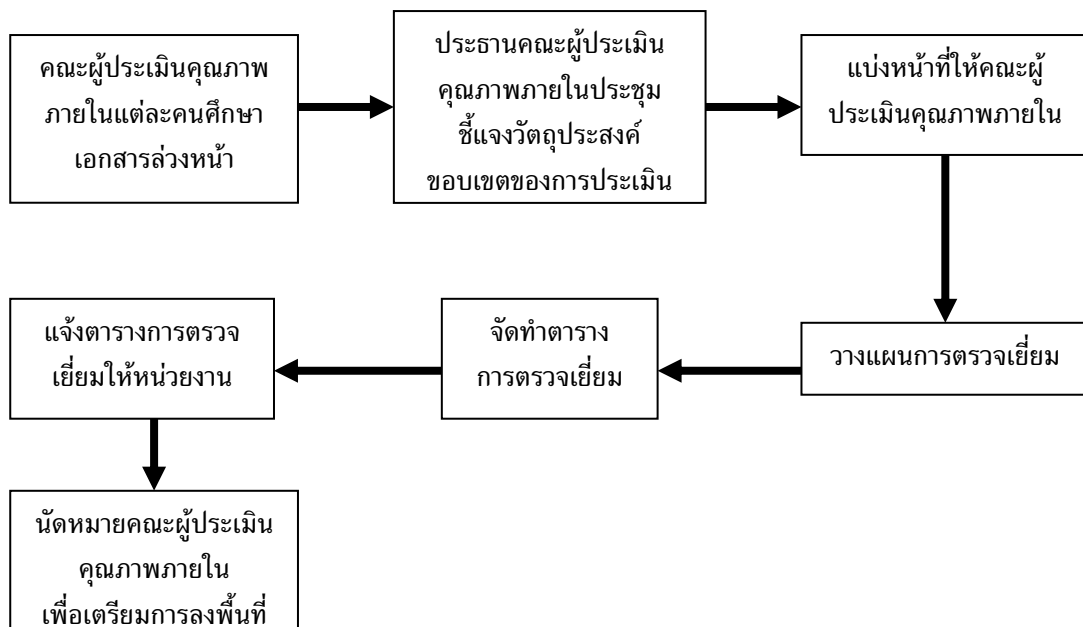 คณะผู้ประเมินคุณภาพ
ภายในแต่ละคนศึกษา
เอกสารล่วงหน้า
ประธานคณะผู้ประเมิน
คุณภาพภายในประชุม
ชี้แจงวัตถุประสงค์
ขอบเขตของการประเมิน
แบ่งหน้าที่ให้คณะผู้
ประเมินคุณภาพภายใน
วางแผนการตรวจเยี่ยม
จัดทำตาราง
การตรวจเยี่ยม
แจ้งตารางการตรวจ
เยี่ยมให้หน่วยงาน
นัดหมายคณะผู้ประเมิน
คุณภาพภายใน
เพื่อเตรียมการลงพื้นที่